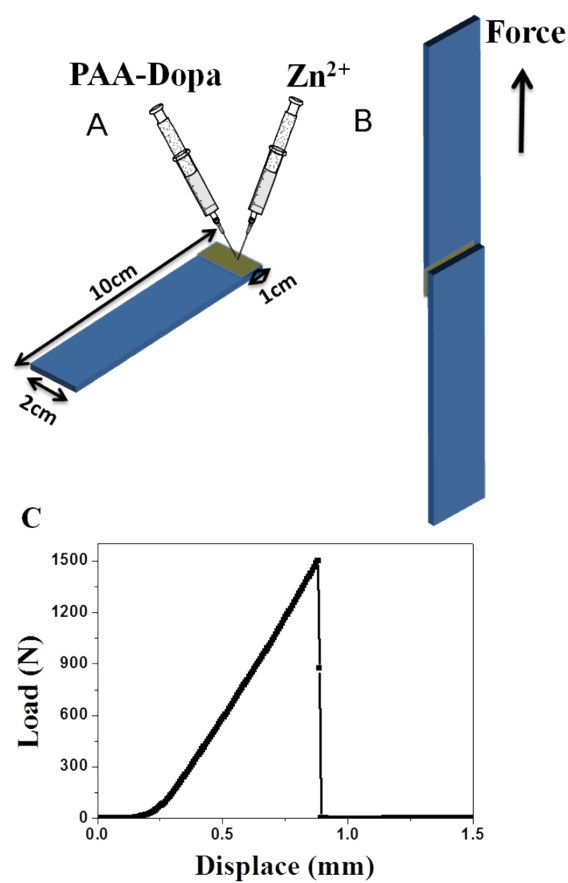 PAA-Dopa
Zn²⁺
A
10cm
1cm
2cm
B
Force
C
1500
1200
900
600
300
0
Load (N)
0.0
0.5
1.0
1.5
Displace (mm)